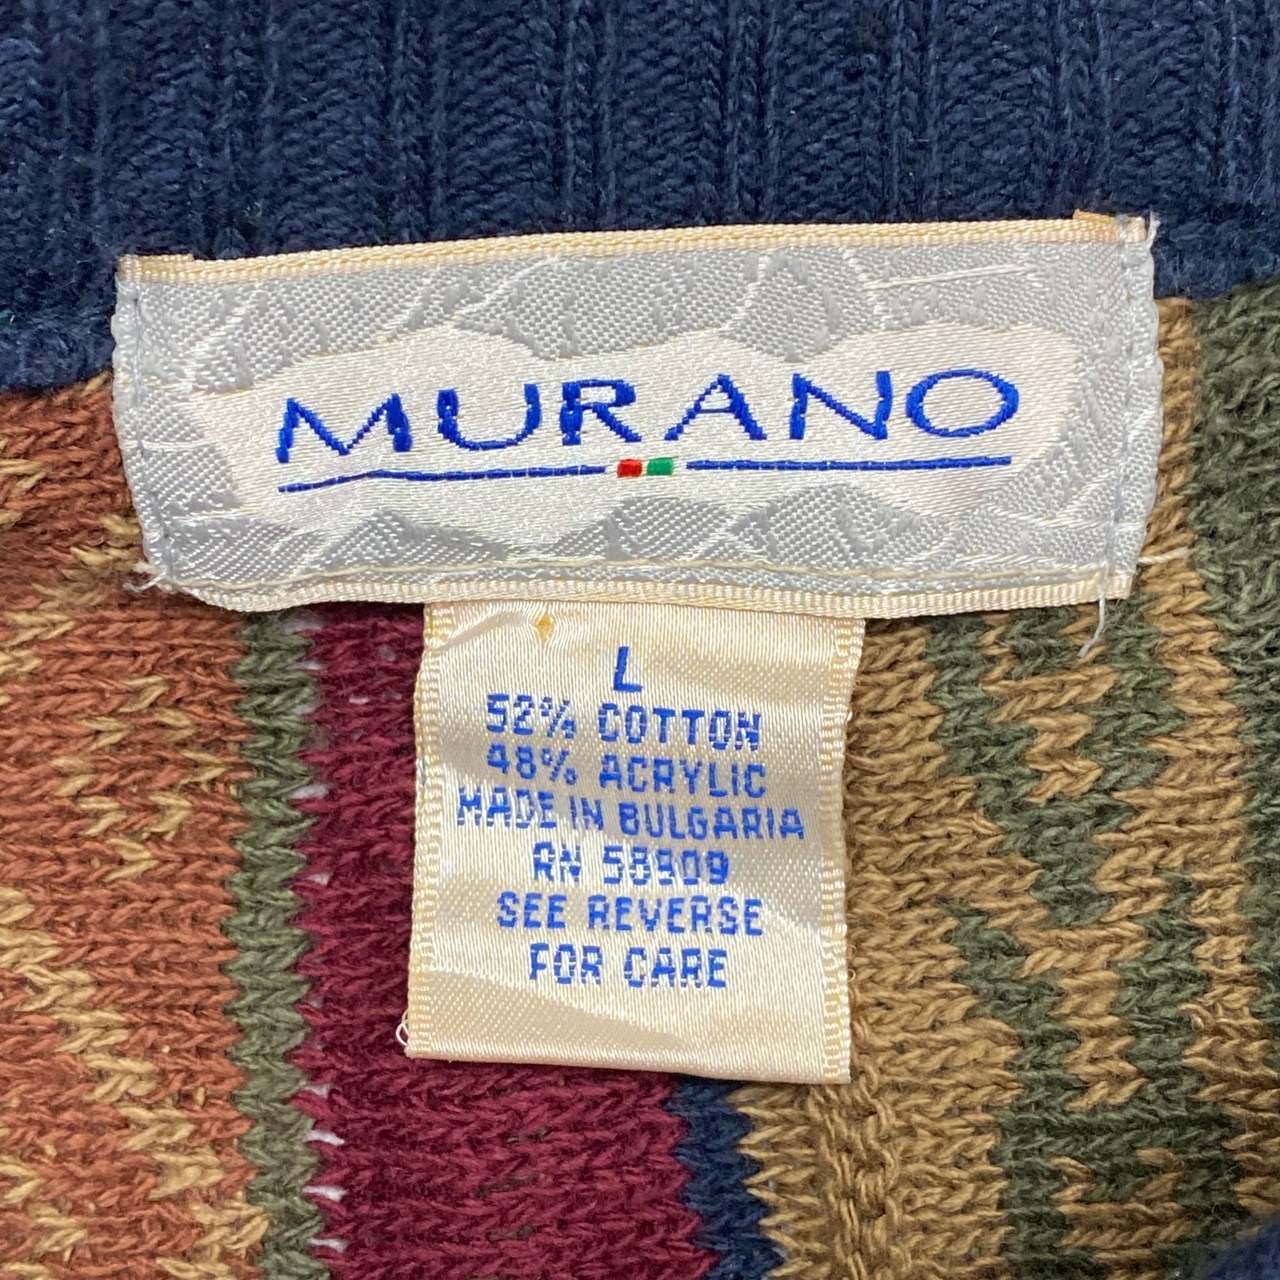 MURANO
L
52% COTTON
48% ACRYLIC
MADE IN BULGARIA
RN 58909
SEE REVERSE
FOR CARE